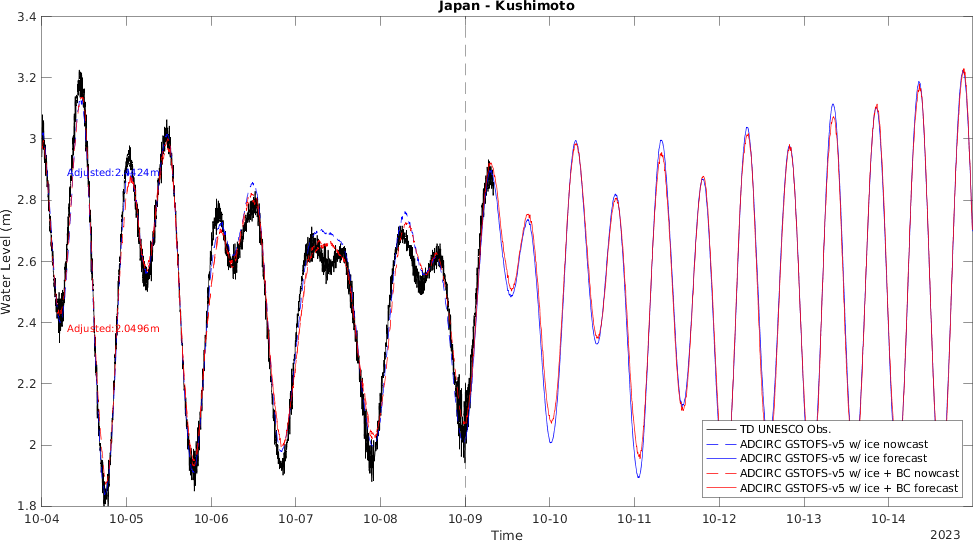 Japan - Kushimoto
3.4
3.2
3
2.8
2.6
2.4
2.2
2
1.8
Water Level (m)
Adjusted:2.0424m
Adjusted:2.0496m
TD UNESCO Obs.
ADCIRC GSTOFS-v5 w/ ice nowcast
ADCIRC GSTOFS-v5 w/ ice forecast
ADCIRC GSTOFS-v5 w/ ice + BC nowcast
ADCIRC GSTOFS-v5 w/ ice + BC forecast
10-04 10-05 10-06 10-07 10-08 10-09 10-10 10-11 10-12 10-13 10-14
Time
2023